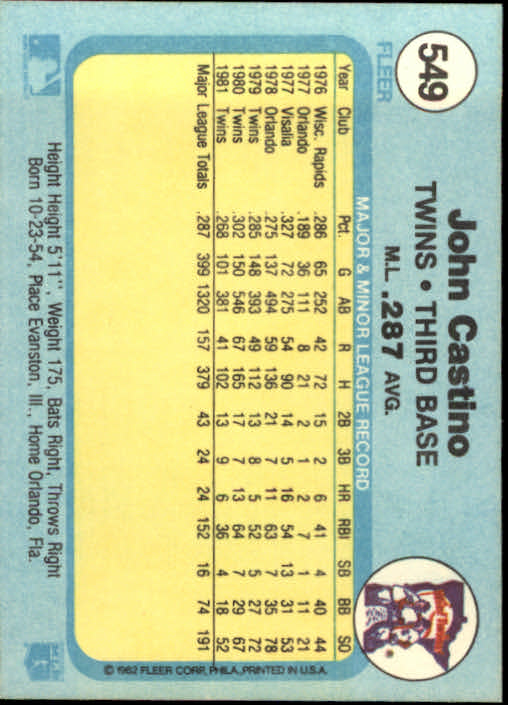 549
FLEER
John Castino
TWINS • THIRD BASE
M.L. .287 AVG.
MAJOR & MINOR LEAGUE RECORD
Year Club Pct. G AB R H 2B 3B HR RBI SB BB SO
1976 Wisc. Rapids .286 65 252 42 72 15 2 6 41 4 40 44
1977 Orlando .189 36 111 8 21 2 1 2 7 1 11 21
1977 Visalia .327 72 275 54 90 14 5 16 54 13 31 53
1978 Orlando .275 137 494 59 136 21 7 11 63 7 35 78
1979 Twins .285 148 393 49 112 13 8 5 52 5 27 72
1980 Twins .302 150 546 67 165 17 7 13 64 7 29 67
1981 Twins .268 101 381 41 102 13 9 6 36 4 18 52
Major League Totals .287 399 1320 157 379 43 24 24 152 16 74 191
© 1982 FLEER CORP., PHILA., PRINTED IN U.S.A.
Height Height 5'11", Weight 175, Bats Right, Throws Right
Born 10-23-54, Place Evanston, Ill., Home Orlando, Fla.